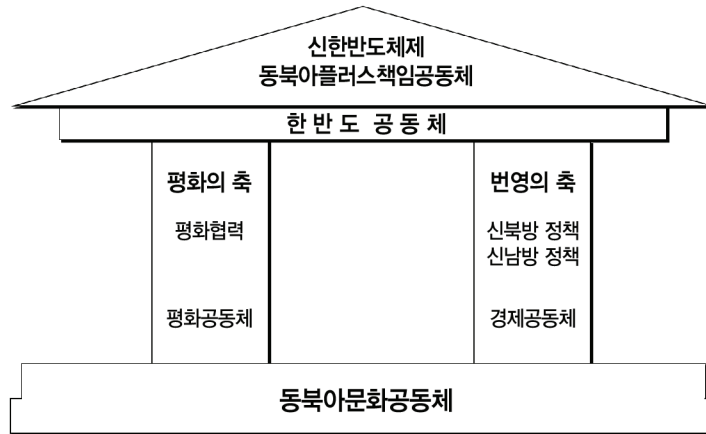 신한반도체제
동북아플러스책임공동체
한반도 공동체
평화의 축
평화협력
평화공동체
번영의 축
신북방 정책
신남방 정책
경제공동체
동북아문화공동체